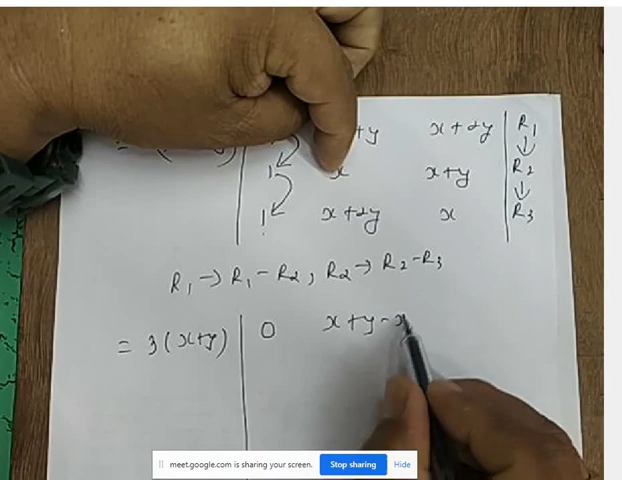 +y x + 2y R₁
1 x x+y R₂
1 x + 2y x R₃
R₁ → R₁ - R₂, R₂ → R₂ - R₃
= 3 ( x+y) 0 x + y - x
meet.google.com is sharing your screen. Stop sharing Hide